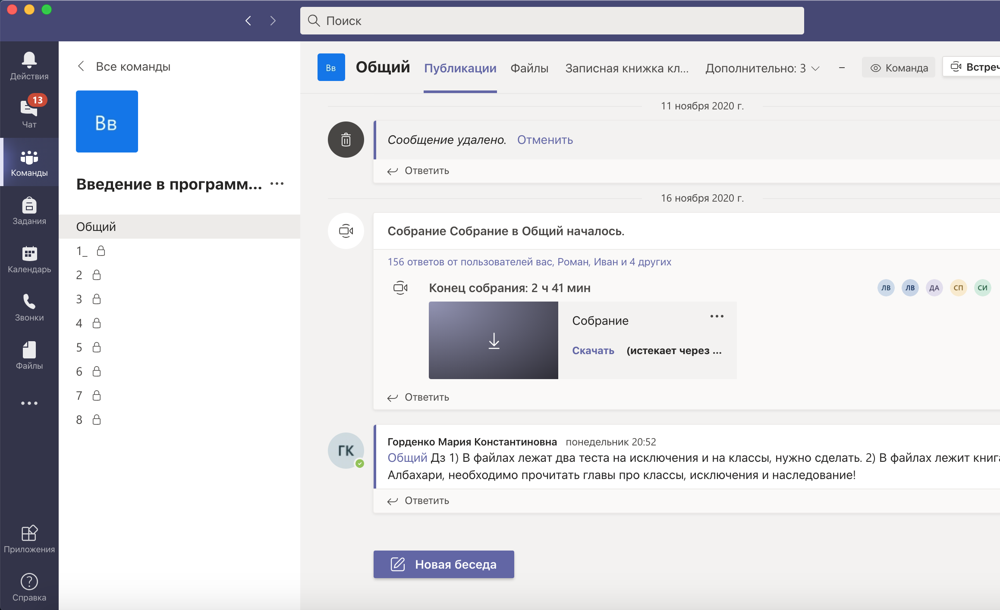 Поиск
Действия
13
Чат
Команды
Задания
Календарь
Звонки
Файлы
Приложения
Справка
Все команды
Вв
Введение в программ...
Общий
1_
2
3
4
5
6
7
8
Вв
Общий
Публикации
Файлы
Записная книжка кл...
Дополнительно: 3
Команда
Встреч
11 ноября 2020 г.
Сообщение удалено. Отменить
Ответить
16 ноября 2020 г.
Собрание Собрание в Общий началось.
156 ответов от пользователей вас, Роман, Иван и 4 других
Конец собрания: 2 ч 41 мин
ЛВ ЛВ ДА СП СИ
Собрание
Скачать (истекает через ...
Ответить
ГК
Горденко Мария Константиновна понедельник 20:52
Общий Дз 1) В файлах лежат два теста на исключения и на классы, нужно сделать. 2) В файлах лежит книга
Албахари, необходимо прочитать главы про классы, исключения и наследование!
Ответить
Новая беседа